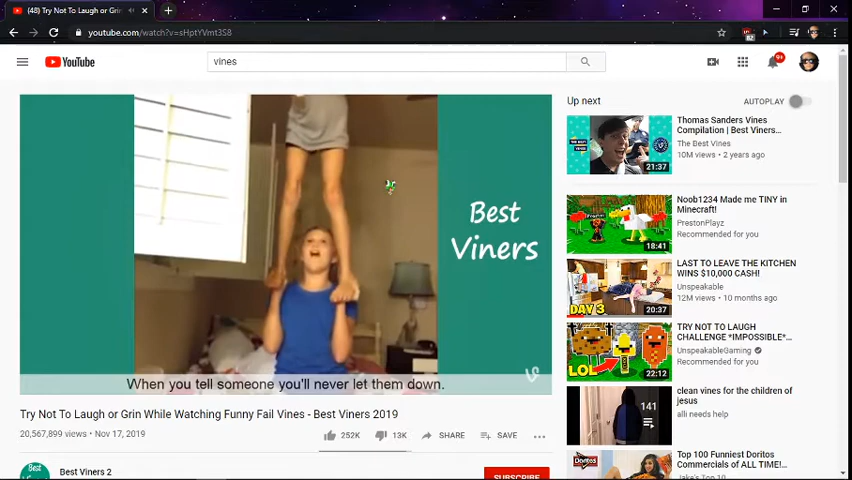 (48) Try Not To Laugh or Grin
youtube.com/watch?v=sHptYVmt3S8
YouTube
vines
9+
Best
Viners
When you tell someone you'll never let them down.
Try Not To Laugh or Grin While Watching Funny Fail Vines - Best Viners 2019
20,567,899 views • Nov 17, 2019
252K
13K
SHARE
SAVE
Best Viners 2
SUBSCRIBE
Up next
AUTOPLAY
21:37
Thomas Sanders Vines
Compilation | Best Viners...
The Best Vines
10M views • 2 years ago
18:41
Noob1234 Made me TINY in
Minecraft!
PrestonPlayz
Recommended for you
DAY 3
20:37
LAST TO LEAVE THE KITCHEN
WINS $10,000 CASH!
Unspeakable
12M views • 10 months ago
LOL
22:12
TRY NOT TO LAUGH
CHALLENGE *IMPOSSIBLE*...
UnspeakableGaming
Recommended for you
141
clean vines for the children of
jesus
alli needs help
Doritos
Top 100 Funniest Doritos
Commercials of ALL TIME!...
Jake's Top 10